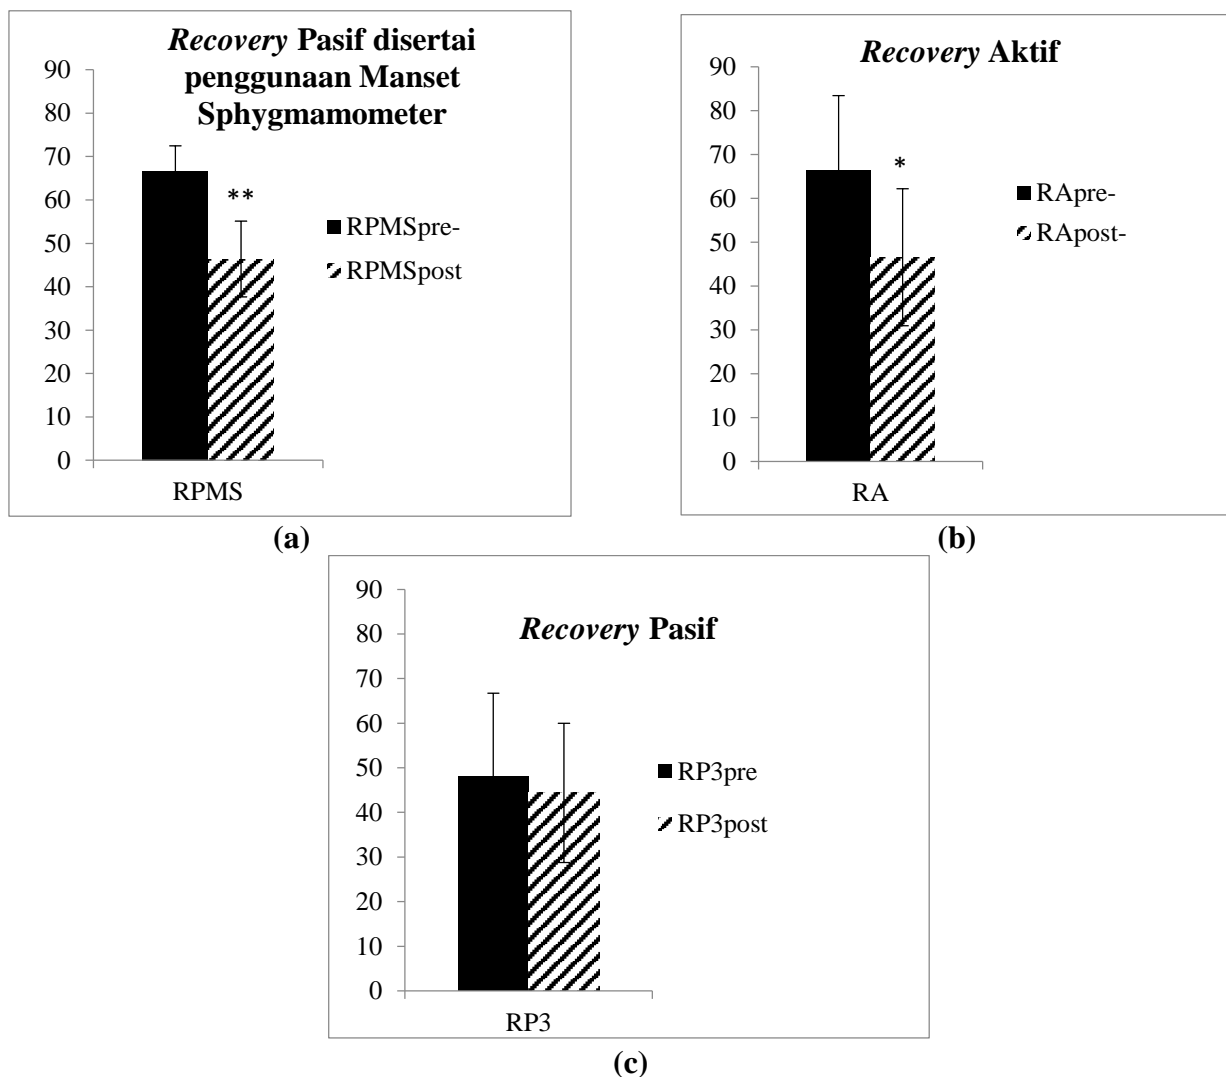 Recovery Pasif disertai
penggunaan Manset
Sphygmamometer
90
80
70
60
50
40
30
20
10
0
**
RPMSpre-
RPMSpost
RPMS
(a)
Recovery Aktif
90
80
70
60
50
40
30
20
10
0
*
RApre-
RApost-
RA
(b)
Recovery Pasif
90
80
70
60
50
40
30
20
10
0
RP3pre
RP3post
RP3
(c)